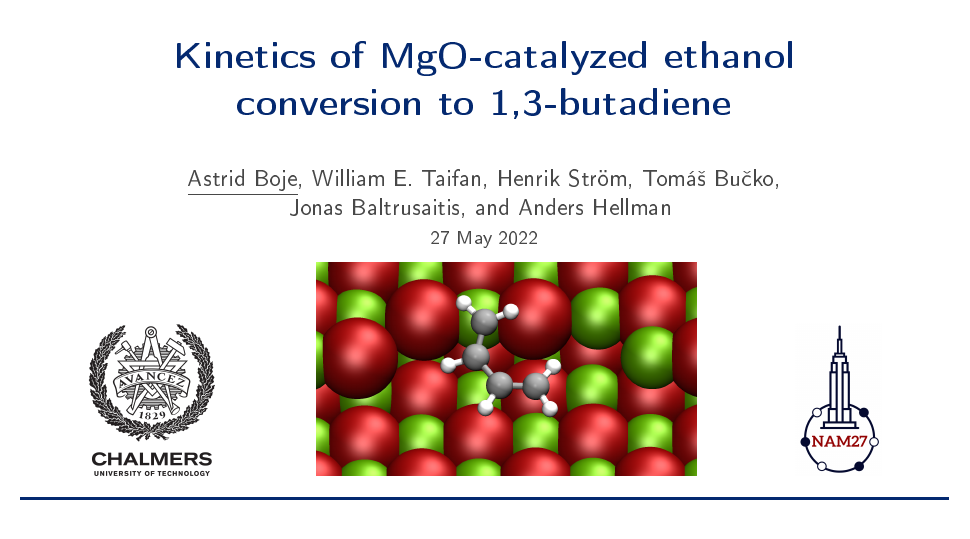 Kinetics of MgO-catalyzed ethanol
conversion to 1,3-butadiene
Astrid Boje, William E. Taifan, Henrik Ström, Tomáš Bučko,
Jonas Baltrusaitis, and Anders Hellman
27 May 2022
AVANCEZ
1829
CHALMERS
UNIVERSITY OF TECHNOLOGY
NAM27